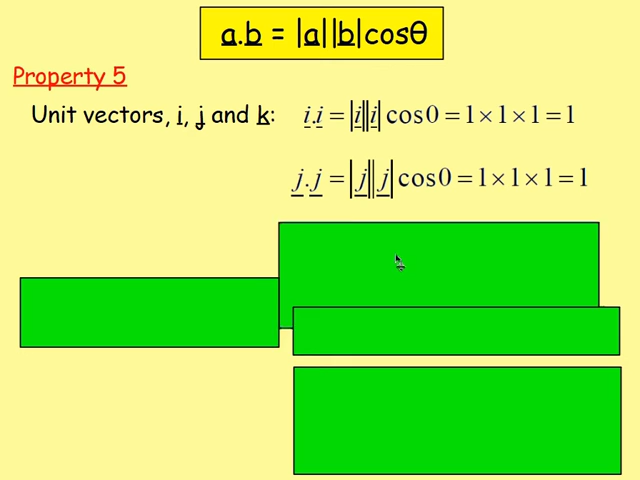 a.b = |a||b|cosθ
Property 5
Unit vectors, i, j and k: i.i = |i||i| cos0 = 1×1×1 = 1
j.j = |j||j| cos0 = 1×1×1 = 1